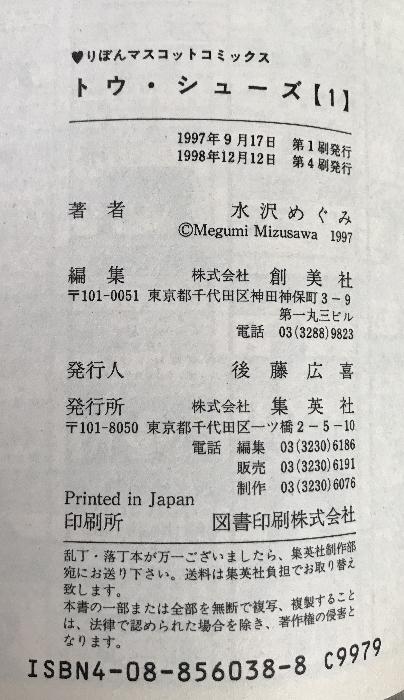 ♥りぼんマスコットコミックス
トウ・シューズ【1】
1997年9月17日 第1刷発行
1998年12月12日 第4刷発行
著者 水沢めぐみ
©Megumi Mizusawa 1997
編集 株式会社 創美社
〒101-0051 東京都千代田区神田神保町3-9
第一丸三ビル
電話 03(3288)9823
発行人 後藤広喜
発行所 株式会社 集英社
〒101-8050 東京都千代田区一ツ橋2-5-10
電話 編集 03(3230)6186
販売 03(3230)6191
制作 03(3230)6076
Printed in Japan
印刷所 図書印刷株式会社
乱丁・落丁本が万一ございましたら、集英社制作部
宛にお送り下さい。送料は集英社負担でお取り替え
致します。
本書の一部または全部を無断で複写、複製すること
は、法律で認められた場合を除き、著作権の侵害と
なります。
ISBN4-08-856038-8 C9979